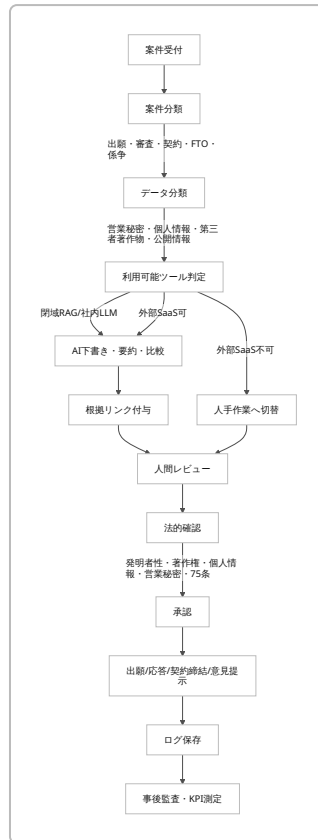 案件受付
案件分類
出願・審査・契約・FTO・
係争
データ分類
営業秘密・個人情報・第三
者著作物・公開情報
利用可能ツール判定
閉域RAG/社内LLM
外部SaaS可
外部SaaS不可
AI下書き・要約・比較
根拠リンク付与
人手作業へ切替
人間レビュー
法的確認
発明者性・著作権・個人情
報・営業秘密・75条
承認
出願/応答/契約締結/意見提
示
ログ保存
事後監査・KPI測定